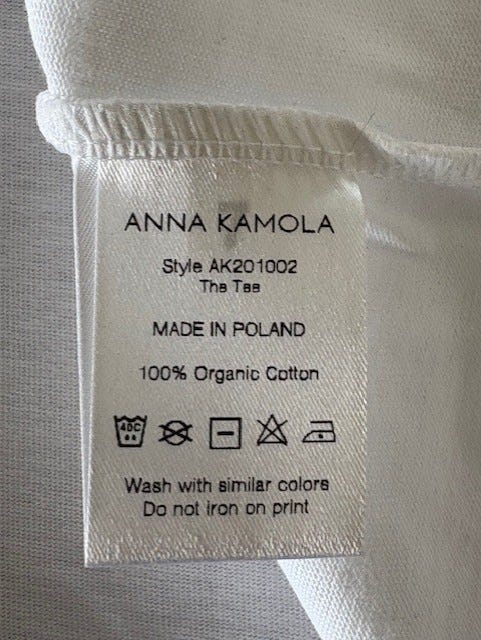 ANNA KAMOLA
Style AK201002
The Tee
MADE IN POLAND
100% Organic Cotton
40C
Wash with similar colors
Do not iron on print